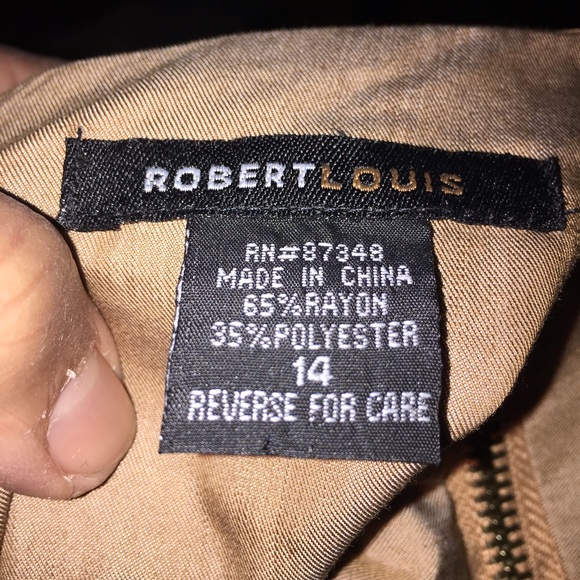 ROBERTLOUIS
RN#87348
MADE IN CHINA
65%RAYON
35%POLYESTER
14
REVERSE FOR CARE